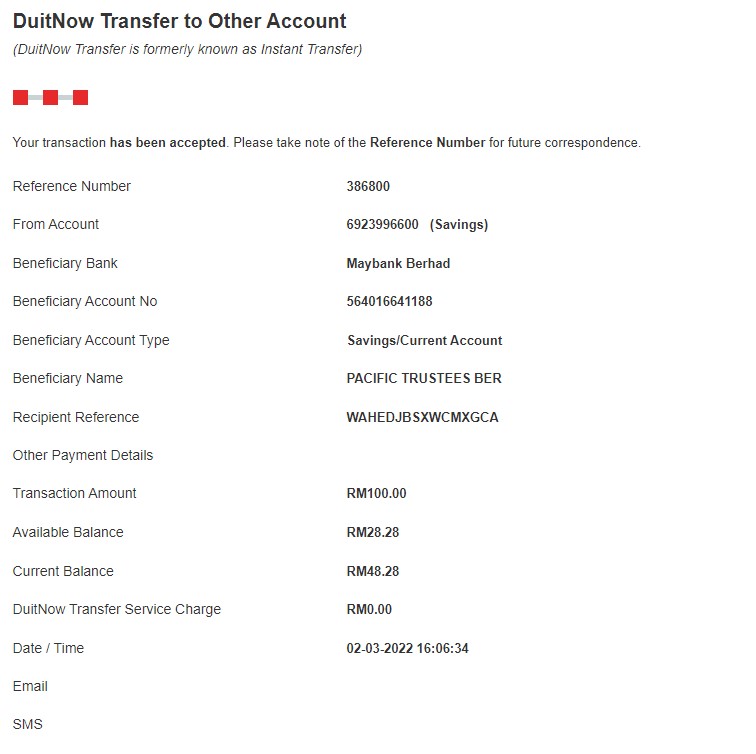 DuitNow Transfer to Other Account
(DuitNow Transfer is formerly known as Instant Transfer)
Your transaction has been accepted. Please take note of the Reference Number for future correspondence.
Reference Number 386800
From Account 6923996600 (Savings)
Beneficiary Bank Maybank Berhad
Beneficiary Account No 564016641188
Beneficiary Account Type Savings/Current Account
Beneficiary Name PACIFIC TRUSTEES BER
Recipient Reference WAHEDJBSXWCMXGCA
Other Payment Details
Transaction Amount RM100.00
Available Balance RM28.28
Current Balance RM48.28
DuitNow Transfer Service Charge RM0.00
Date / Time 02-03-2022 16:06:34
Email
SMS